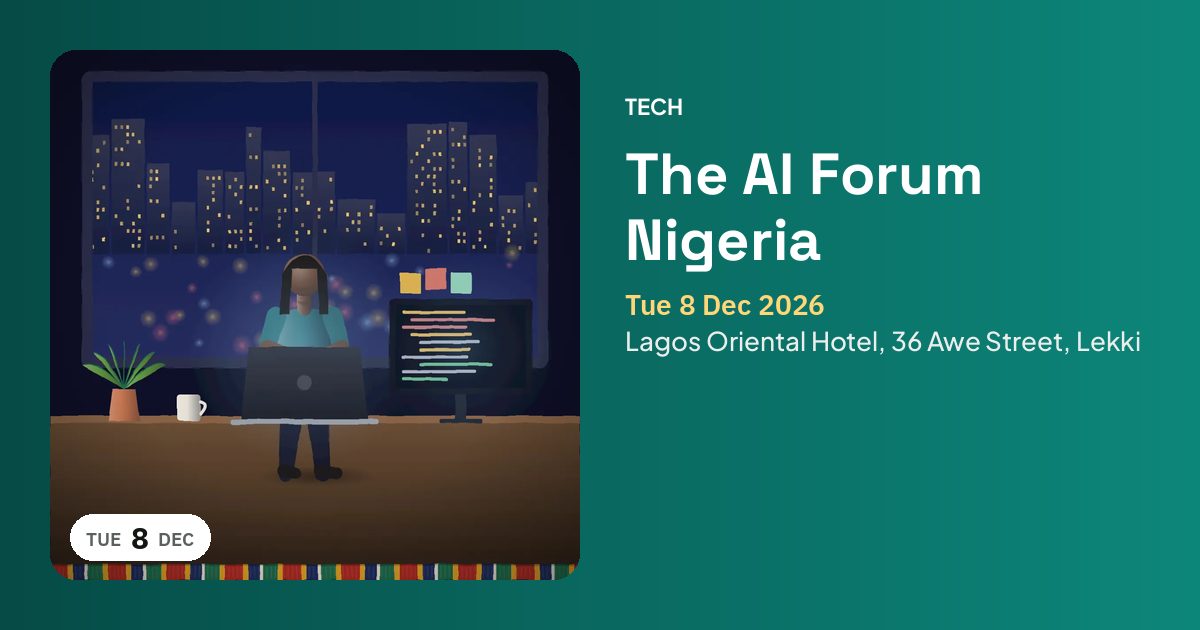 TECH
The AI Forum
Nigeria
Tue 8 Dec 2026
Lagos Oriental Hotel, 36 Awe Street, Lekki
TUE 8 DEC